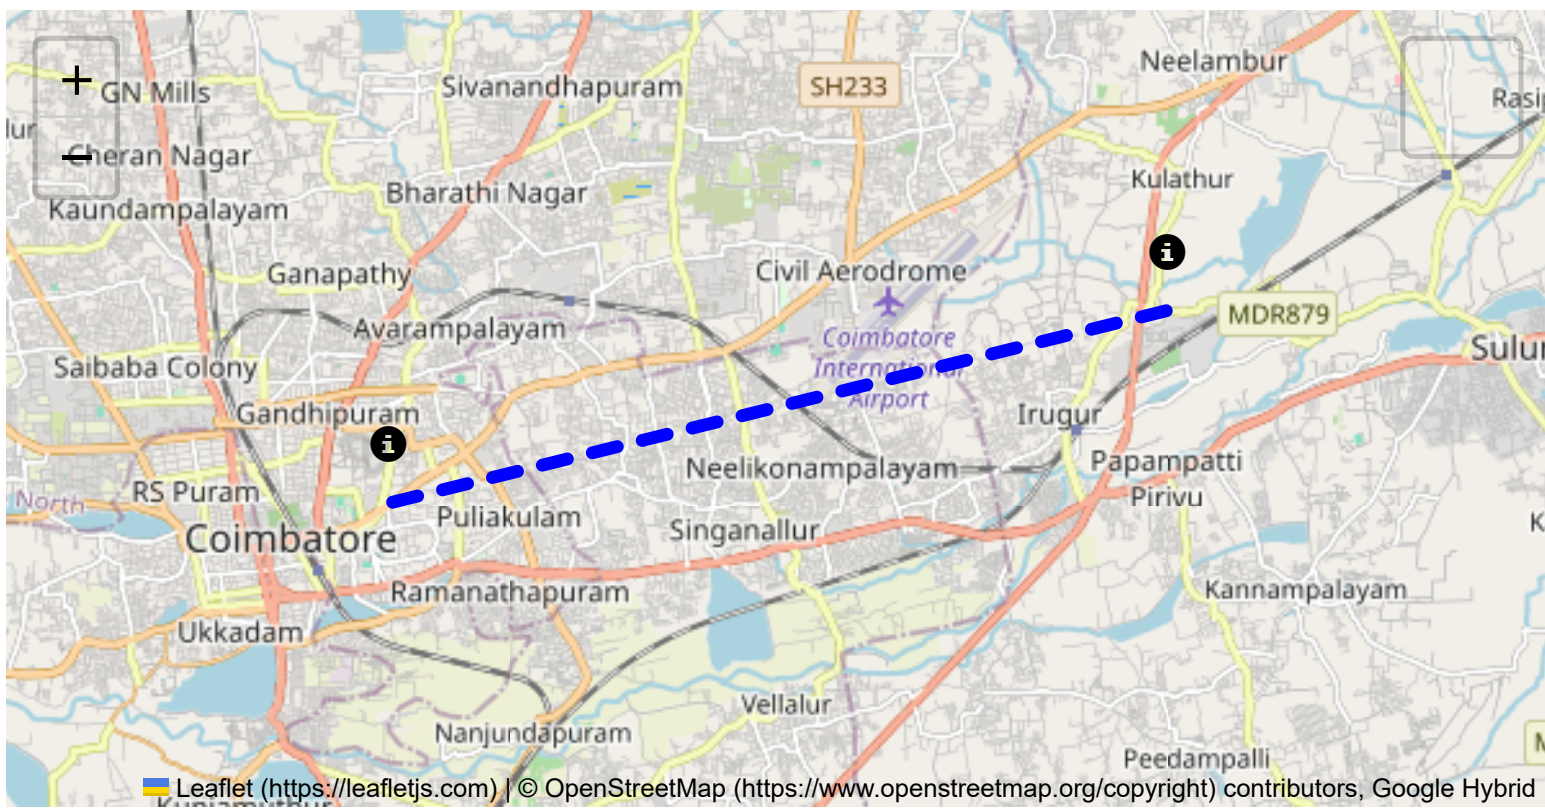 Neelambur
GN Mills
Sivanandhapuram
SH233
Cheran Nagar
Bharathi Nagar
Kulathur
Kaundampalayam
Ganapathy
Civil Aerodrome
MDR879
Avarampalayam
Coimbatore
International
Airport
Saibaba Colony
Gandhipuram
Irugur
Neelikonampalayam
Papampatti
Pirivu
RS Puram
North
Puliakulam
Singanallur
Coimbatore
Ramanathapuram
Kannampalayam
Ukkadam
Vellalur
Nanjundapuram
Peedampalli
Leaflet (https://leafletjs.com) | © OpenStreetMap (https://www.openstreetmap.org/copyright) contributors, Google Hybrid